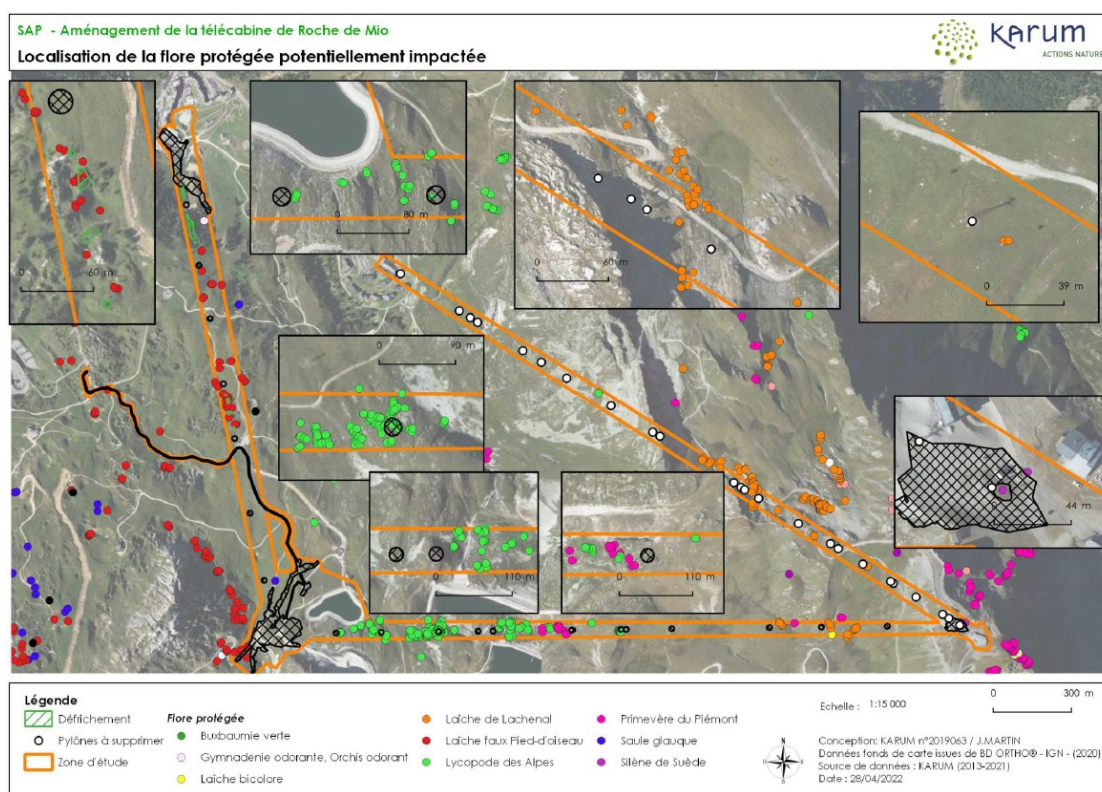 SAP - Aménagement de la télécabine de Roche de Mio
Localisation de la flore protégée potentiellement impactée
KARUM
ACTIONS NATURE
0 60 m
0 80 m
0 60 m
0 39 m
0 90 m
44 m
0 110 m
0 110 m
Légende
Défrichement
Pylônes à supprimer
Zone d'étude
Flore protégée
Buxbaumie verte
Gymnadenie odorante, Orchis odorant
Laîche bicolore
Laîche de Lachenal
Laîche faux Pied-d'oiseau
Lycopode des Alpes
Primevère du Piémont
Saule glauque
Silène de Suède
Echelle : 1:15 000
0 300 m
N
O E
S
Conception: KARUM n°2019063 / J.MARTIN
Données fonds de carte issues de BD ORTHO® - IGN - (2020)
Source de données : KARUM (2013-2021)
Date : 28/04/2022